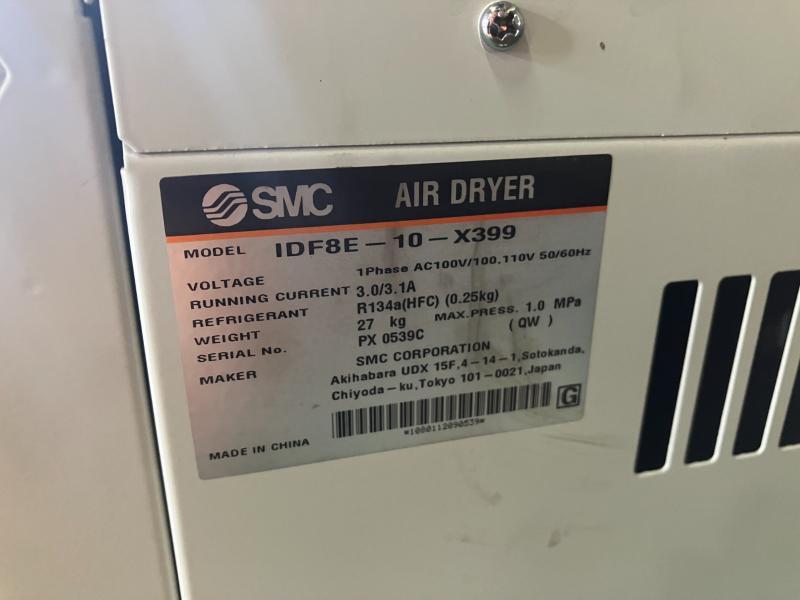 SMC AIR DRYER
MODEL IDF8E-10-X399
VOLTAGE 1Phase AC100V/100.110V 50/60Hz
RUNNING CURRENT 3.0/3.1A
REFRIGERANT R134a(HFC) (0.25kg)
WEIGHT 27 kg MAX.PRESS. 1.0 MPa
SERIAL No. PX 0539C (QW)
MAKER SMC CORPORATION
Akihabara UDX 15F,4-14-1,Sotokanda,
Chiyoda-ku,Tokyo 101-0021,Japan
G
*1080112090539*
MADE IN CHINA